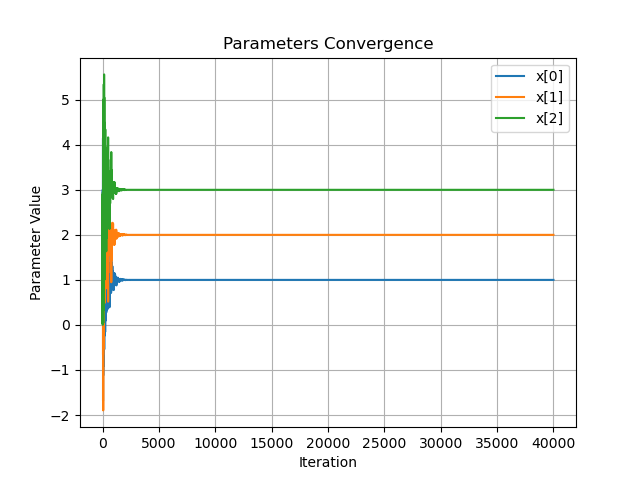 Parameters Convergence
x[0]
x[1]
x[2]
Parameter Value
5
4
3
2
1
0
−1
−2
0 5000 10000 15000 20000 25000 30000 35000 40000
Iteration